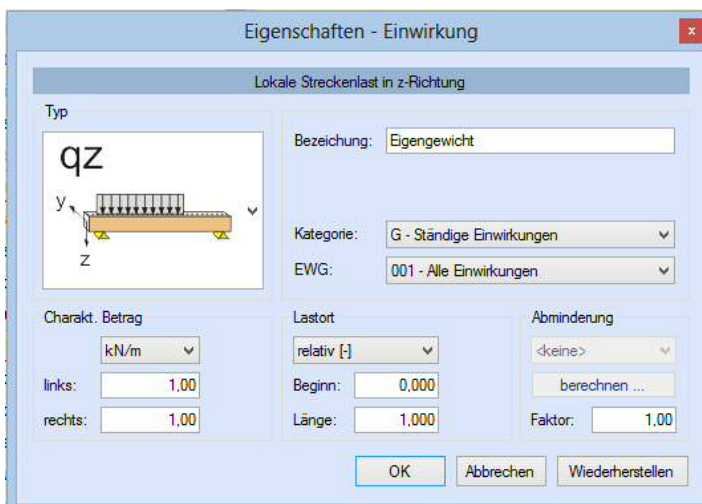 Eigenschaften - Einwirkung
x
Lokale Streckenlast in z-Richtung
Typ
qz
y
z
Bezeichung: Eigengewicht
Kategorie: G - Ständige Einwirkungen
EWG: 001 - Alle Einwirkungen
Charakt. Betrag
kN/m
links: 1,00
rechts: 1,00
Lastort
relativ [-]
Beginn: 0,000
Länge: 1,000
Abminderung
<keine>
berechnen ...
Faktor: 1,00
OK
Abbrechen
Wiederherstellen